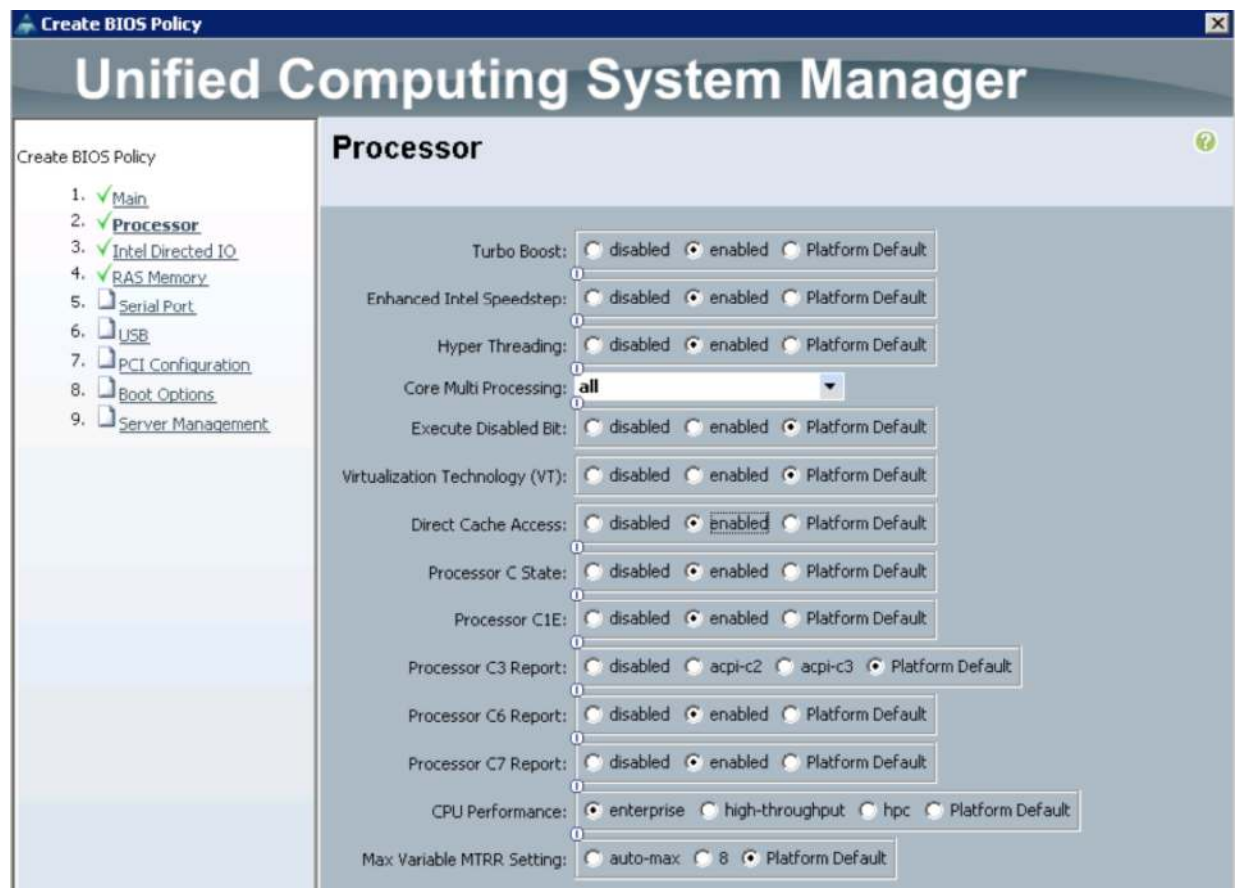 Create BIOS Policy
Unified Computing System Manager
Create BIOS Policy
1. Main
2. Processor
3. Intel Directed IO
4. RAS Memory
5. Serial Port
6. USB
7. PCI Configuration
8. Boot Options
9. Server Management
Processor
Turbo Boost: disabled enabled Platform Default
Enhanced Intel Speedstep: disabled enabled Platform Default
Hyper Threading: disabled enabled Platform Default
Core Multi Processing: all
Execute Disabled Bit: disabled enabled Platform Default
Virtualization Technology (VT): disabled enabled Platform Default
Direct Cache Access: disabled enabled Platform Default
Processor C State: disabled enabled Platform Default
Processor C1E: disabled enabled Platform Default
Processor C3 Report: disabled acpi-c2 acpi-c3 Platform Default
Processor C6 Report: disabled enabled Platform Default
Processor C7 Report: disabled enabled Platform Default
CPU Performance: enterprise high-throughput hpc Platform Default
Max Variable MTRR Setting: auto-max 8 Platform Default